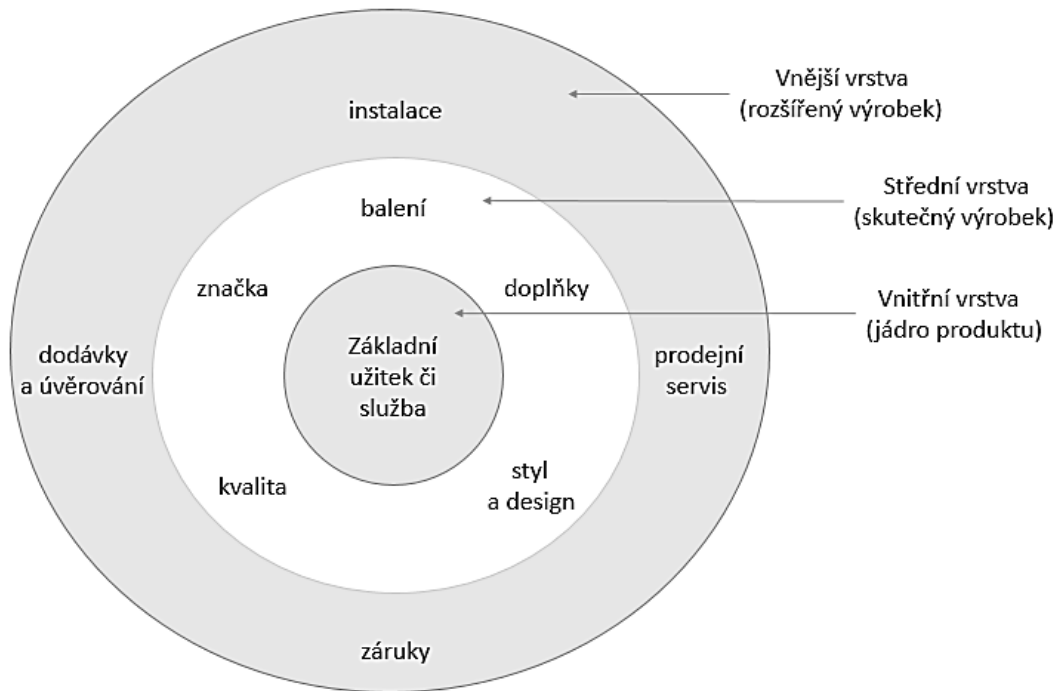 instalace
Vnější vrstva
(rozšířený výrobek)
balení
Střední vrstva
(skutečný výrobek)
značka
doplňky
Vnitřní vrstva
(jádro produktu)
dodávky
a úvěrování
Základní
užitek či
služba
prodejní
servis
kvalita
styl
a design
záruky